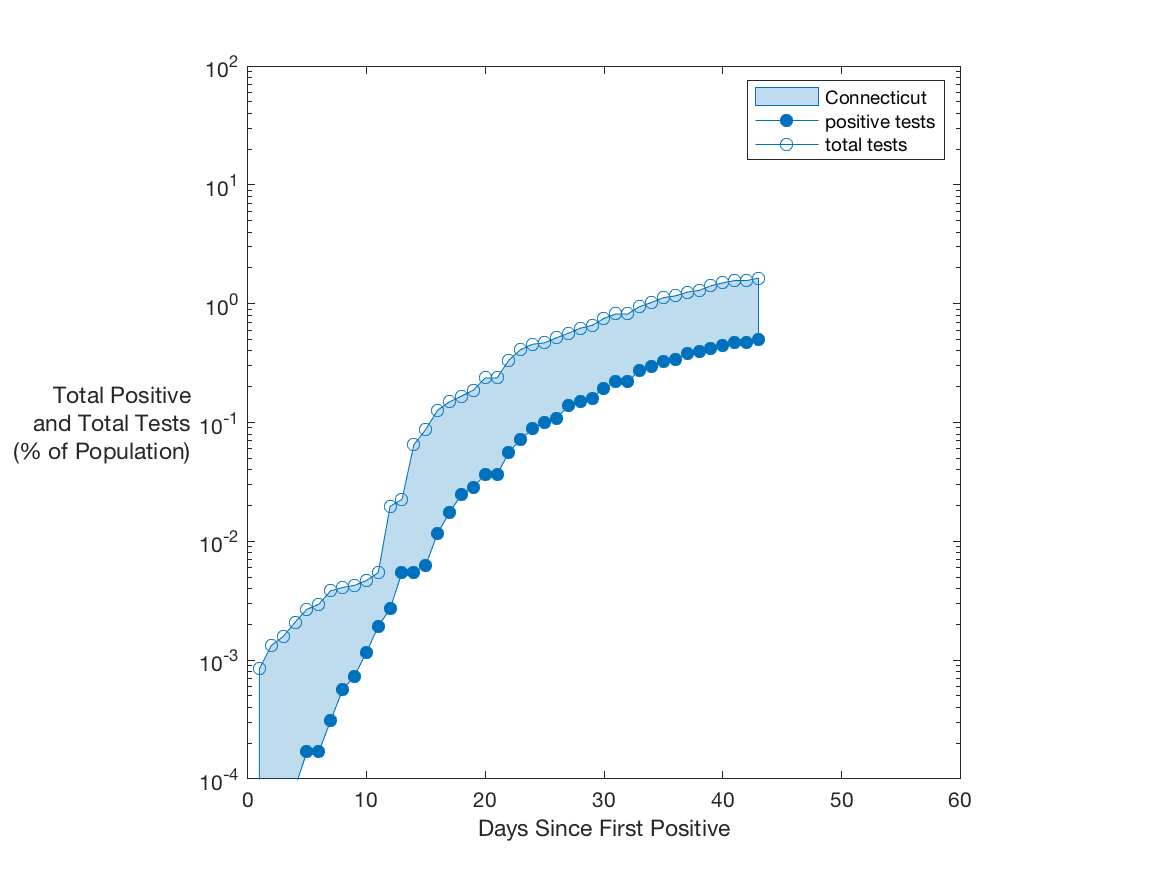 10^2
10^1
10^0
10^-1
10^-2
10^-3
10^-4
Total Positive
and Total Tests
(% of Population)
Connecticut
positive tests
total tests
0 10 20 30 40 50 60
Days Since First Positive